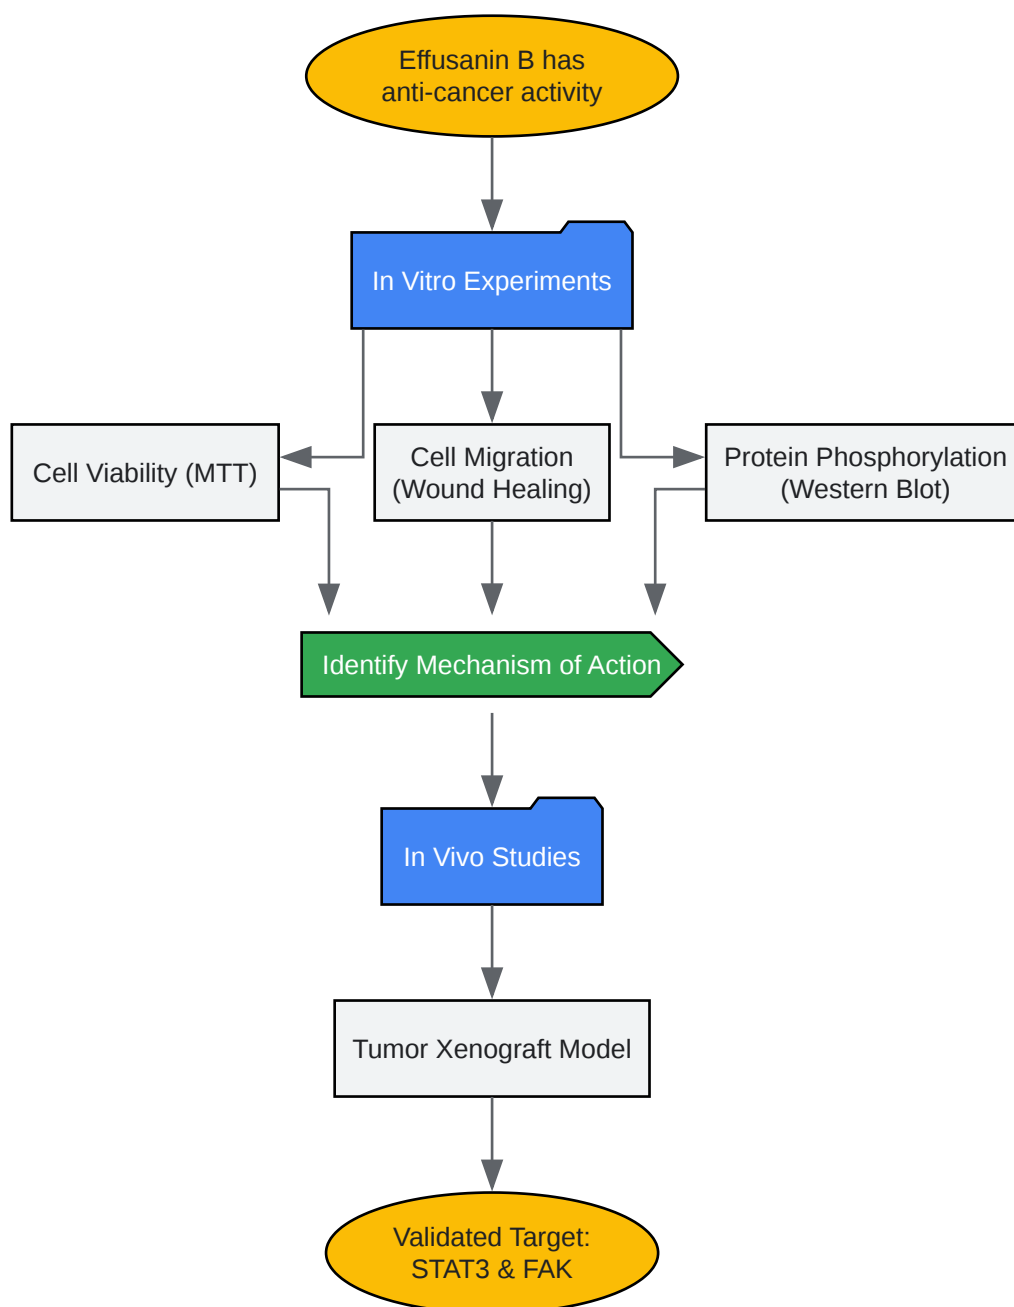 Effusanin B has
anti-cancer activity
In Vitro Experiments
Cell Viability (MTT)
Cell Migration
(Wound Healing)
Protein Phosphorylation
(Western Blot)
Identify Mechanism of Action
In Vivo Studies
Tumor Xenograft Model
Validated Target:
STAT3 & FAK